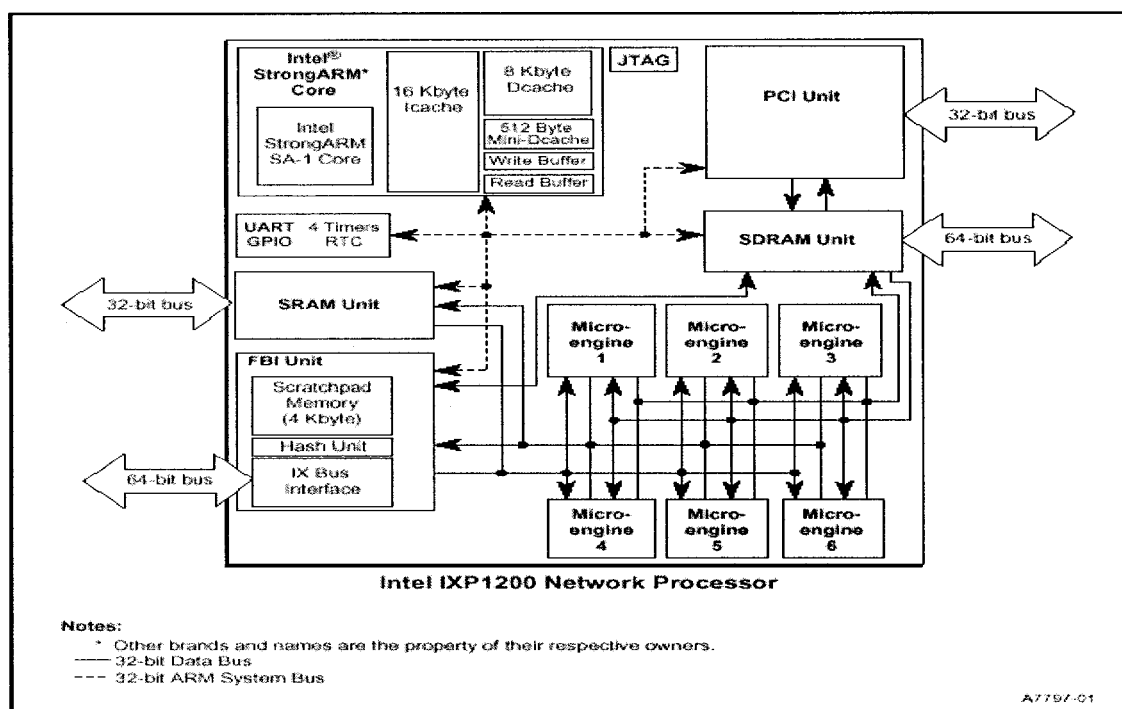 Intel®
StrongARM*
Core
Intel
StrongARM
SA-1 Core
16 Kbyte
Icache
8 Kbyte
Dcache
512 Byte
Mini-Dcache
Write Buffer
Read Buffer
JTAG
PCI Unit
32-bit bus
UART 4 Timers
GPIO RTC
SDRAM Unit
64-bit bus
32-bit bus
SRAM Unit
FBI Unit
Scratchpad
Memory
(4 Kbyte)
Hash Unit
IX Bus
Interface
64-bit bus
Micro-
engine
1
Micro-
engine
2
Micro-
engine
3
Micro-
engine
4
Micro-
engine
5
Micro-
engine
6
Intel IXP1200 Network Processor
Notes:
* Other brands and names are the property of their respective owners.
32-bit Data Bus
32-bit ARM System Bus
A7797-01